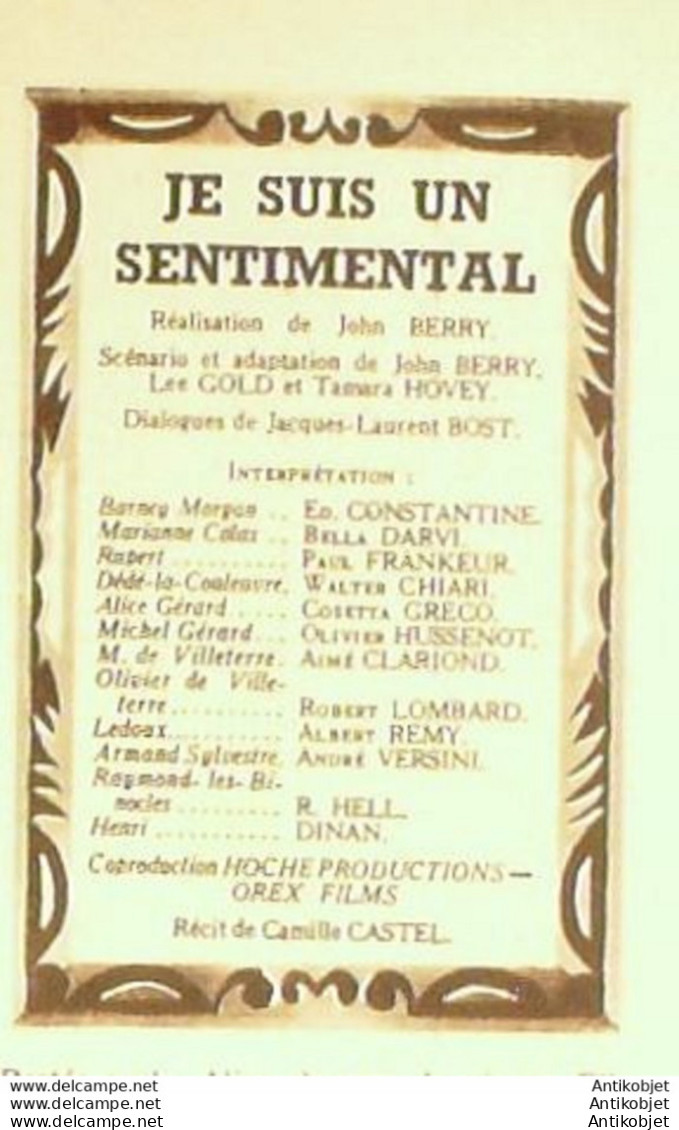 JE SUIS UN
SENTIMENTAL
Réalisation de John BERRY.
Scénario et adaptation de John BERRY,
Lee GOLD et Tamara HOVEY.
Dialogues de Jacques-Laurent BOST.
INTERPRÉTATION :
Barney Morgan .. ED. CONSTANTINE.
Marianne Colas .. BELLA DARVI.
Rupert .......... PAUL FRANKEUR.
Dédé-la-Couleuvre. WALTER CHIARI.
Alice Gérard ..... COSETTA GRECO.
Michel Gérard... OLIVIER HUSSENOT.
M. de Villeterre. AIMÉ CLARIOND.
Olivier de Ville-
terre.......... ROBERT LOMBARD.
Ledoux........... ALBERT REMY.
Armand Sylvestre. ANDRÉ VERSINI.
Raymond-les-Bi-
nocles ......... R. HELL.
Henri ........... DINAN.
Coproduction HOCHE PRODUCTIONS —
OREX FILMS
Récit de Camille CASTEL.
www.delcampe.net Antikobjet
www.delcampe.net Antikobjet
www.delcampe.net Antikobjet